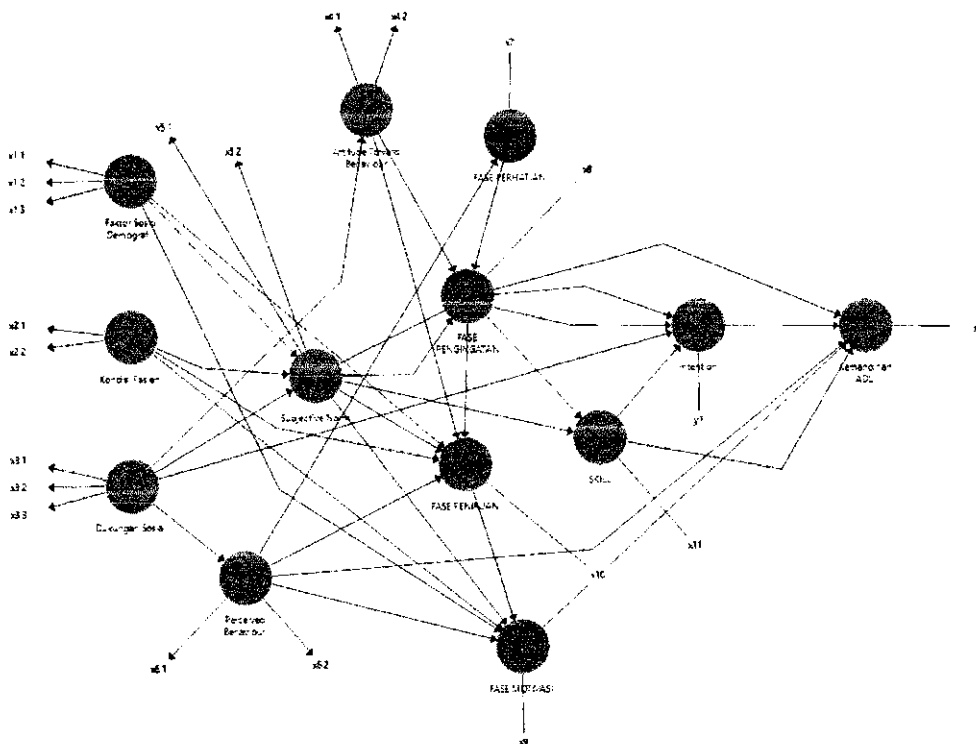 x4.1
x4.2
x7
x5.1
x5.2
x1.1
x1.2
x1.3
Faktor Sosio
Demografi
Attitude Toward
Behaviour
FASE PERHATIAN
x8
x2.1
x2.2
Kondisi Pasien
FASE
PENGINGATAN
Intention
Kemandirian
ADL
Subjective Norm
y1
x3.1
x3.2
x3.3
Dukungan Sosial
FASE PENIRUAN
SKILL
x11
x10
Perceived
Behaviour
x6.1
x6.2
FASE MOTIVASI
x9